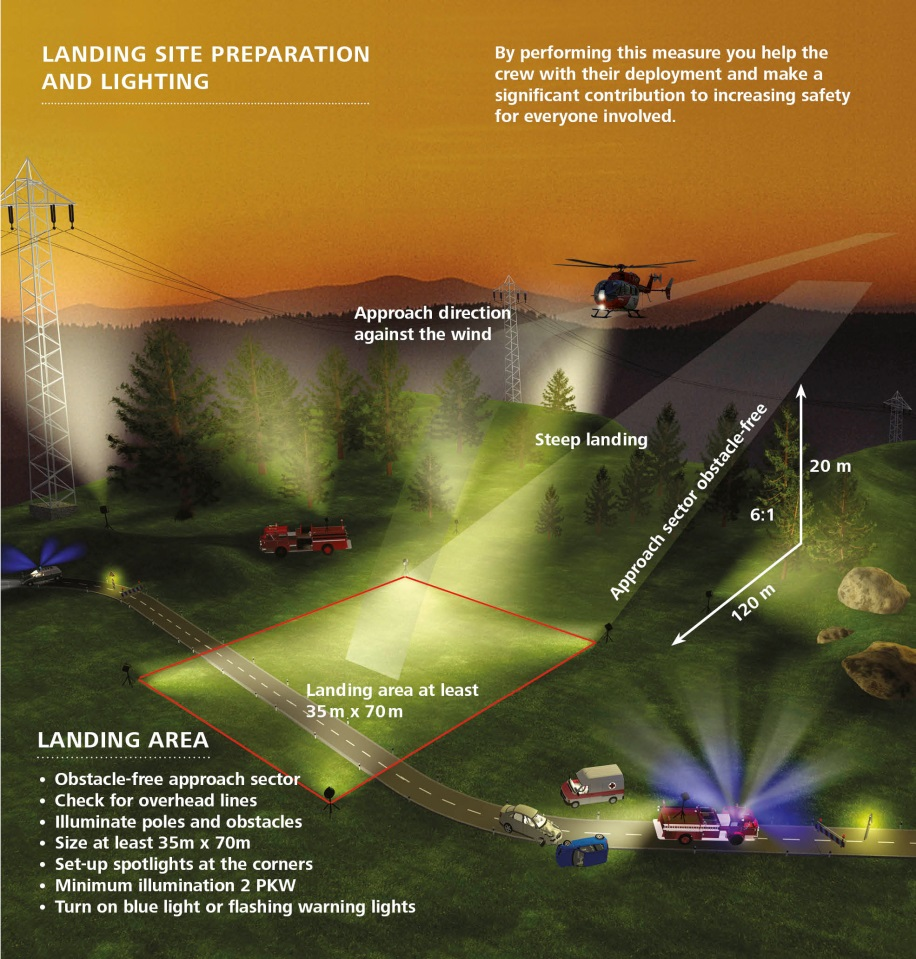 LANDING SITE PREPARATION
AND LIGHTING
By performing this measure you help the
crew with their deployment and make a
significant contribution to increasing safety
for everyone involved.
Approach direction
against the wind
Steep landing
Approach sector obstacle-free
20 m
6:1
120 m
Landing area at least
35 m x 70 m
LANDING AREA
• Obstacle-free approach sector
• Check for overhead lines
• Illuminate poles and obstacles
• Size at least 35m x 70m
• Set-up spotlights at the corners
• Minimum illumination 2 PKW
• Turn on blue light or flashing warning lights